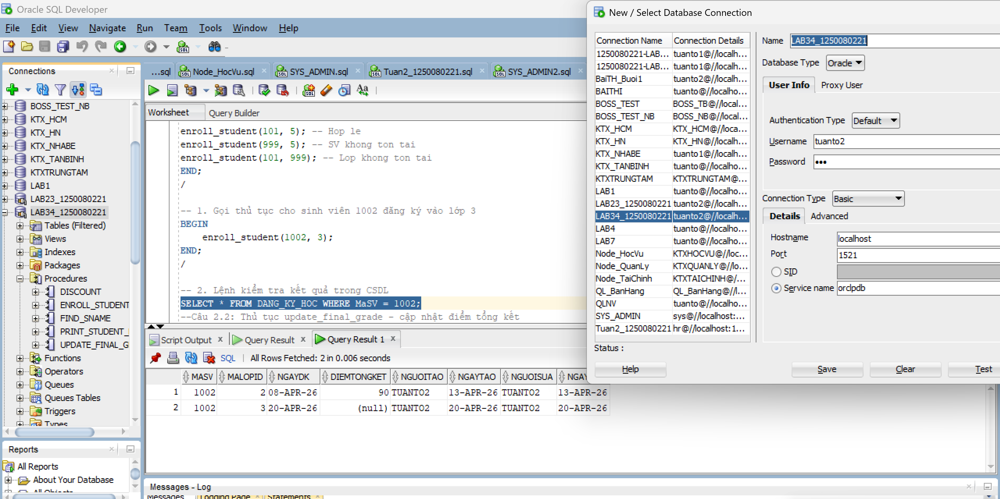 Oracle SQL Developer
File Edit View Navigate Run Team Tools Window Help
Connections
BOSS_TEST_NB
KTX_HCM
KTX_HN
KTX_NHABE
KTX_TANBINH
KTXTRUNGTAM
LAB1
LAB23_1250080221
LAB34_1250080221
Tables (Filtered)
Views
Indexes
Packages
Procedures
DISCOUNT
ENROLL_STUDENT
FIND_SNAME
PRINT_STUDENT_
UPDATE_FINAL_G
Functions
Operators
Queues
Queues Tables
Triggers
Types
Reports
All Reports
About Your Database
All Objects
...sql Node_HocVu.sql SYS_ADMIN.sql Tuan2_1250080221.sql SYS_ADMIN2.sql
Worksheet Query Builder
enroll_student(101, 5); -- Hop le
enroll_student(999, 5); -- SV khong ton tai
enroll_student(101, 999); -- Lop khong ton tai
END;
/
-- 1. Gọi thủ tục cho sinh viên 1002 đăng ký vào lớp 3
BEGIN
enroll_student(1002, 3);
END;
/
-- 2. Lệnh kiểm tra kết quả trong CSDL
SELECT * FROM DANG_KY_HOC WHERE MaSV = 1002;
--Câu 2.2: Thủ tục update_final_grade - cập nhật điểm tổng kết
Script Output x Query Result x Query Result 1 x
SQL | All Rows Fetched: 2 in 0.006 seconds
MASV MALOPID NGAYDK DIEMTONGKET NGUOITAO NGAYTAO NGUOISUA NGAY
1 1002 2 08-APR-26 90 TUANTO2 13-APR-26 TUANTO2 13-APR-26
2 1002 3 20-APR-26 (null) TUANTO2 20-APR-26 TUANTO2 20-APR-26
Messages - Log
Messages Logging Page Statements
New / Select Database Connection
Connection Name Connection Details
1250080221-LAB... tuanto1@//localh...
1250080221-LAB... tuanto1@//localh...
BaiTH_Buoi1 tuanto2@//localh...
BAITHI tuanto@//localho...
BOSS_TEST BOSS_TB@//local...
BOSS_TEST_NB BOSS_NB@//local...
KTX_HCM KTX_HCM@//loca...
KTX_HN KTX_HN@//localh...
KTX_NHABE tuanto1@//localh...
KTX_TANBINH tuanto@//localho...
KTXTRUNGTAM KTXTRUNGTAM@...
LAB1 tuanto@//localho...
LAB23_1250080221 tuanto2@//localh...
LAB34_1250080221 tuanto2@//localh...
LAB4 tuanto@//localho...
LAB7 tuanto@//localho...
Node_HocVu KTXHOCVU@//loc...
Node_QuanLy KTXQUANLY@//lo...
Node_TaiChinh KTXTAICHINH@/...
QL_BanHang QL_BanHang@//l...
QLNV tuanto@//localho...
SYS_ADMIN sys@//localhost:...
Tuan2_1250080221 hr@//localhost:1...
Status :
Name LAB34_1250080221
Database Type Oracle
User Info Proxy User
Authentication Type Default
Username tuanto2
Password •••
Connection Type Basic
Details Advanced
Hostname localhost
Port 1521
SID
Service name orclpdb
Help Save Clear Test